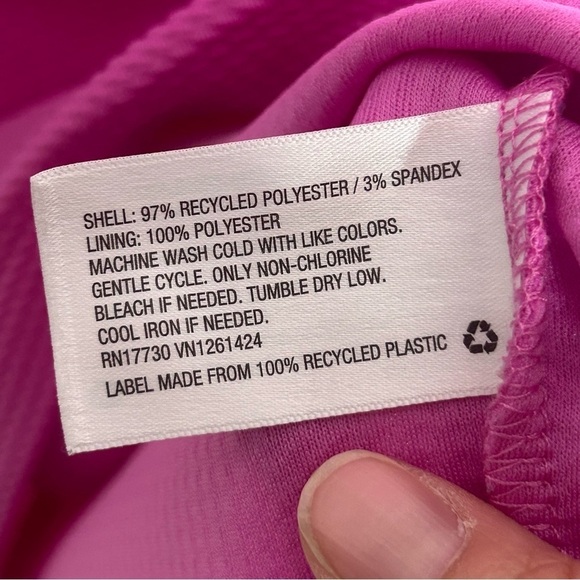 SHELL: 97% RECYCLED POLYESTER / 3% SPANDEX
LINING: 100% POLYESTER
MACHINE WASH COLD WITH LIKE COLORS.
GENTLE CYCLE. ONLY NON-CHLORINE
BLEACH IF NEEDED. TUMBLE DRY LOW.
COOL IRON IF NEEDED.
RN17730 VN1261424
LABEL MADE FROM 100% RECYCLED PLASTIC